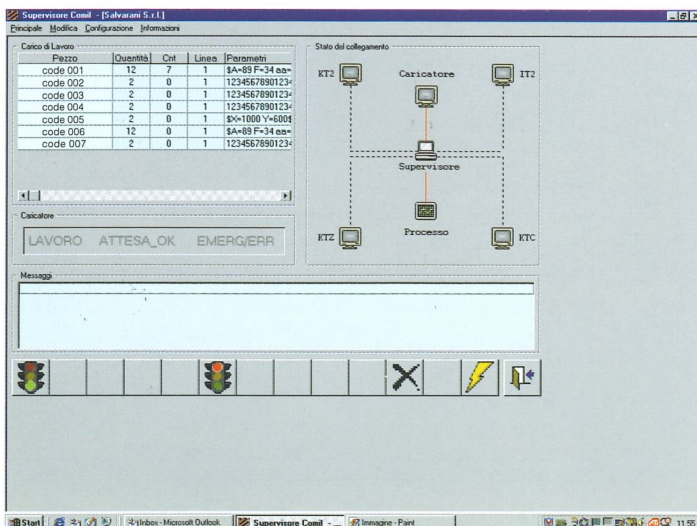 Supervisore Comil - [Salvarani S.r.l.]
Principale Modifica Configurazione Informazioni
Carico di Lavoro
Pezzo Quantità Cnt Linea Parametri
code 001 12 7 1 $A=89 F=34 aa=
code 002 2 0 1 12345678901234
code 003 2 0 1 12345678901234
code 004 2 0 1 12345678901234
code 005 2 0 1 $X=1000 Y=600$
code 006 12 0 1 $A=89 F=34 aa=
code 007 2 0 1 12345678901234
Caricatore
LAVORO ATTESA_OK EMERG/ERR
Stato del collegamento
KT2 Caricatore IT2
Supervisore
KTZ Processo KTC
Messaggi
Start Inbox - Microsoft Outlook Supervisore Comil - ... Immagine - Paint 11:55